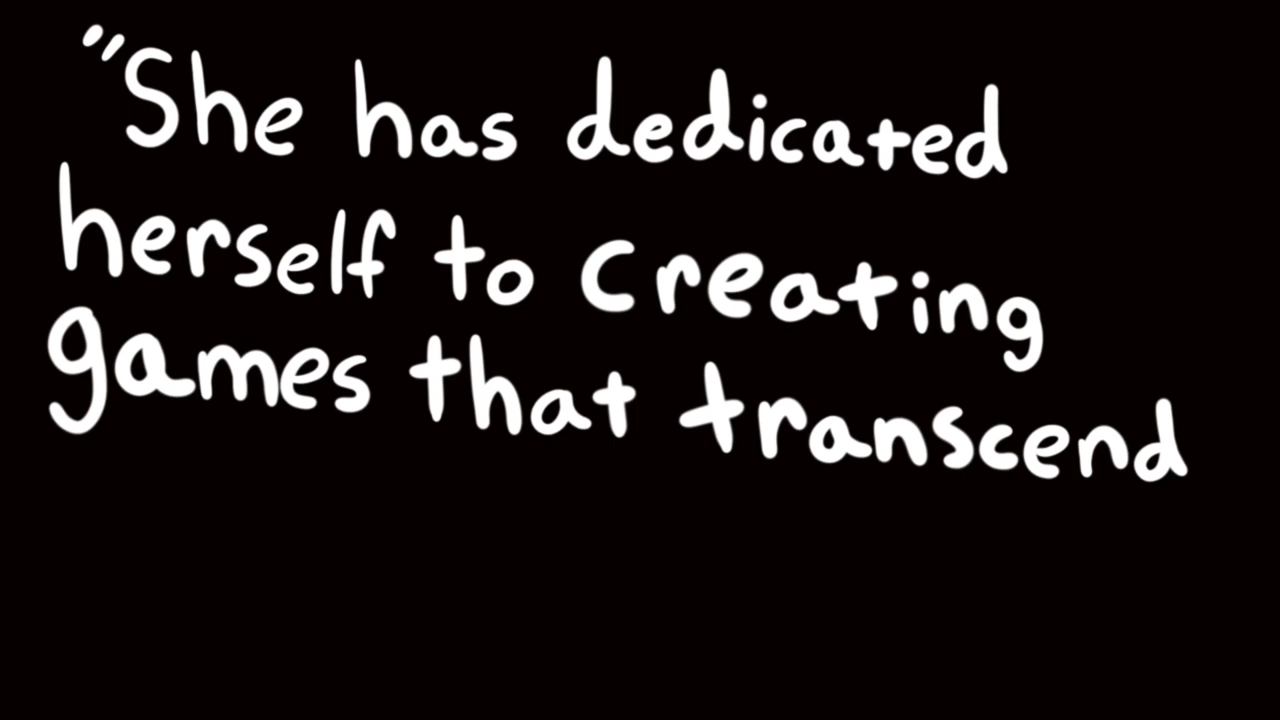 "She has dedicated
herself to creating
games that transcend